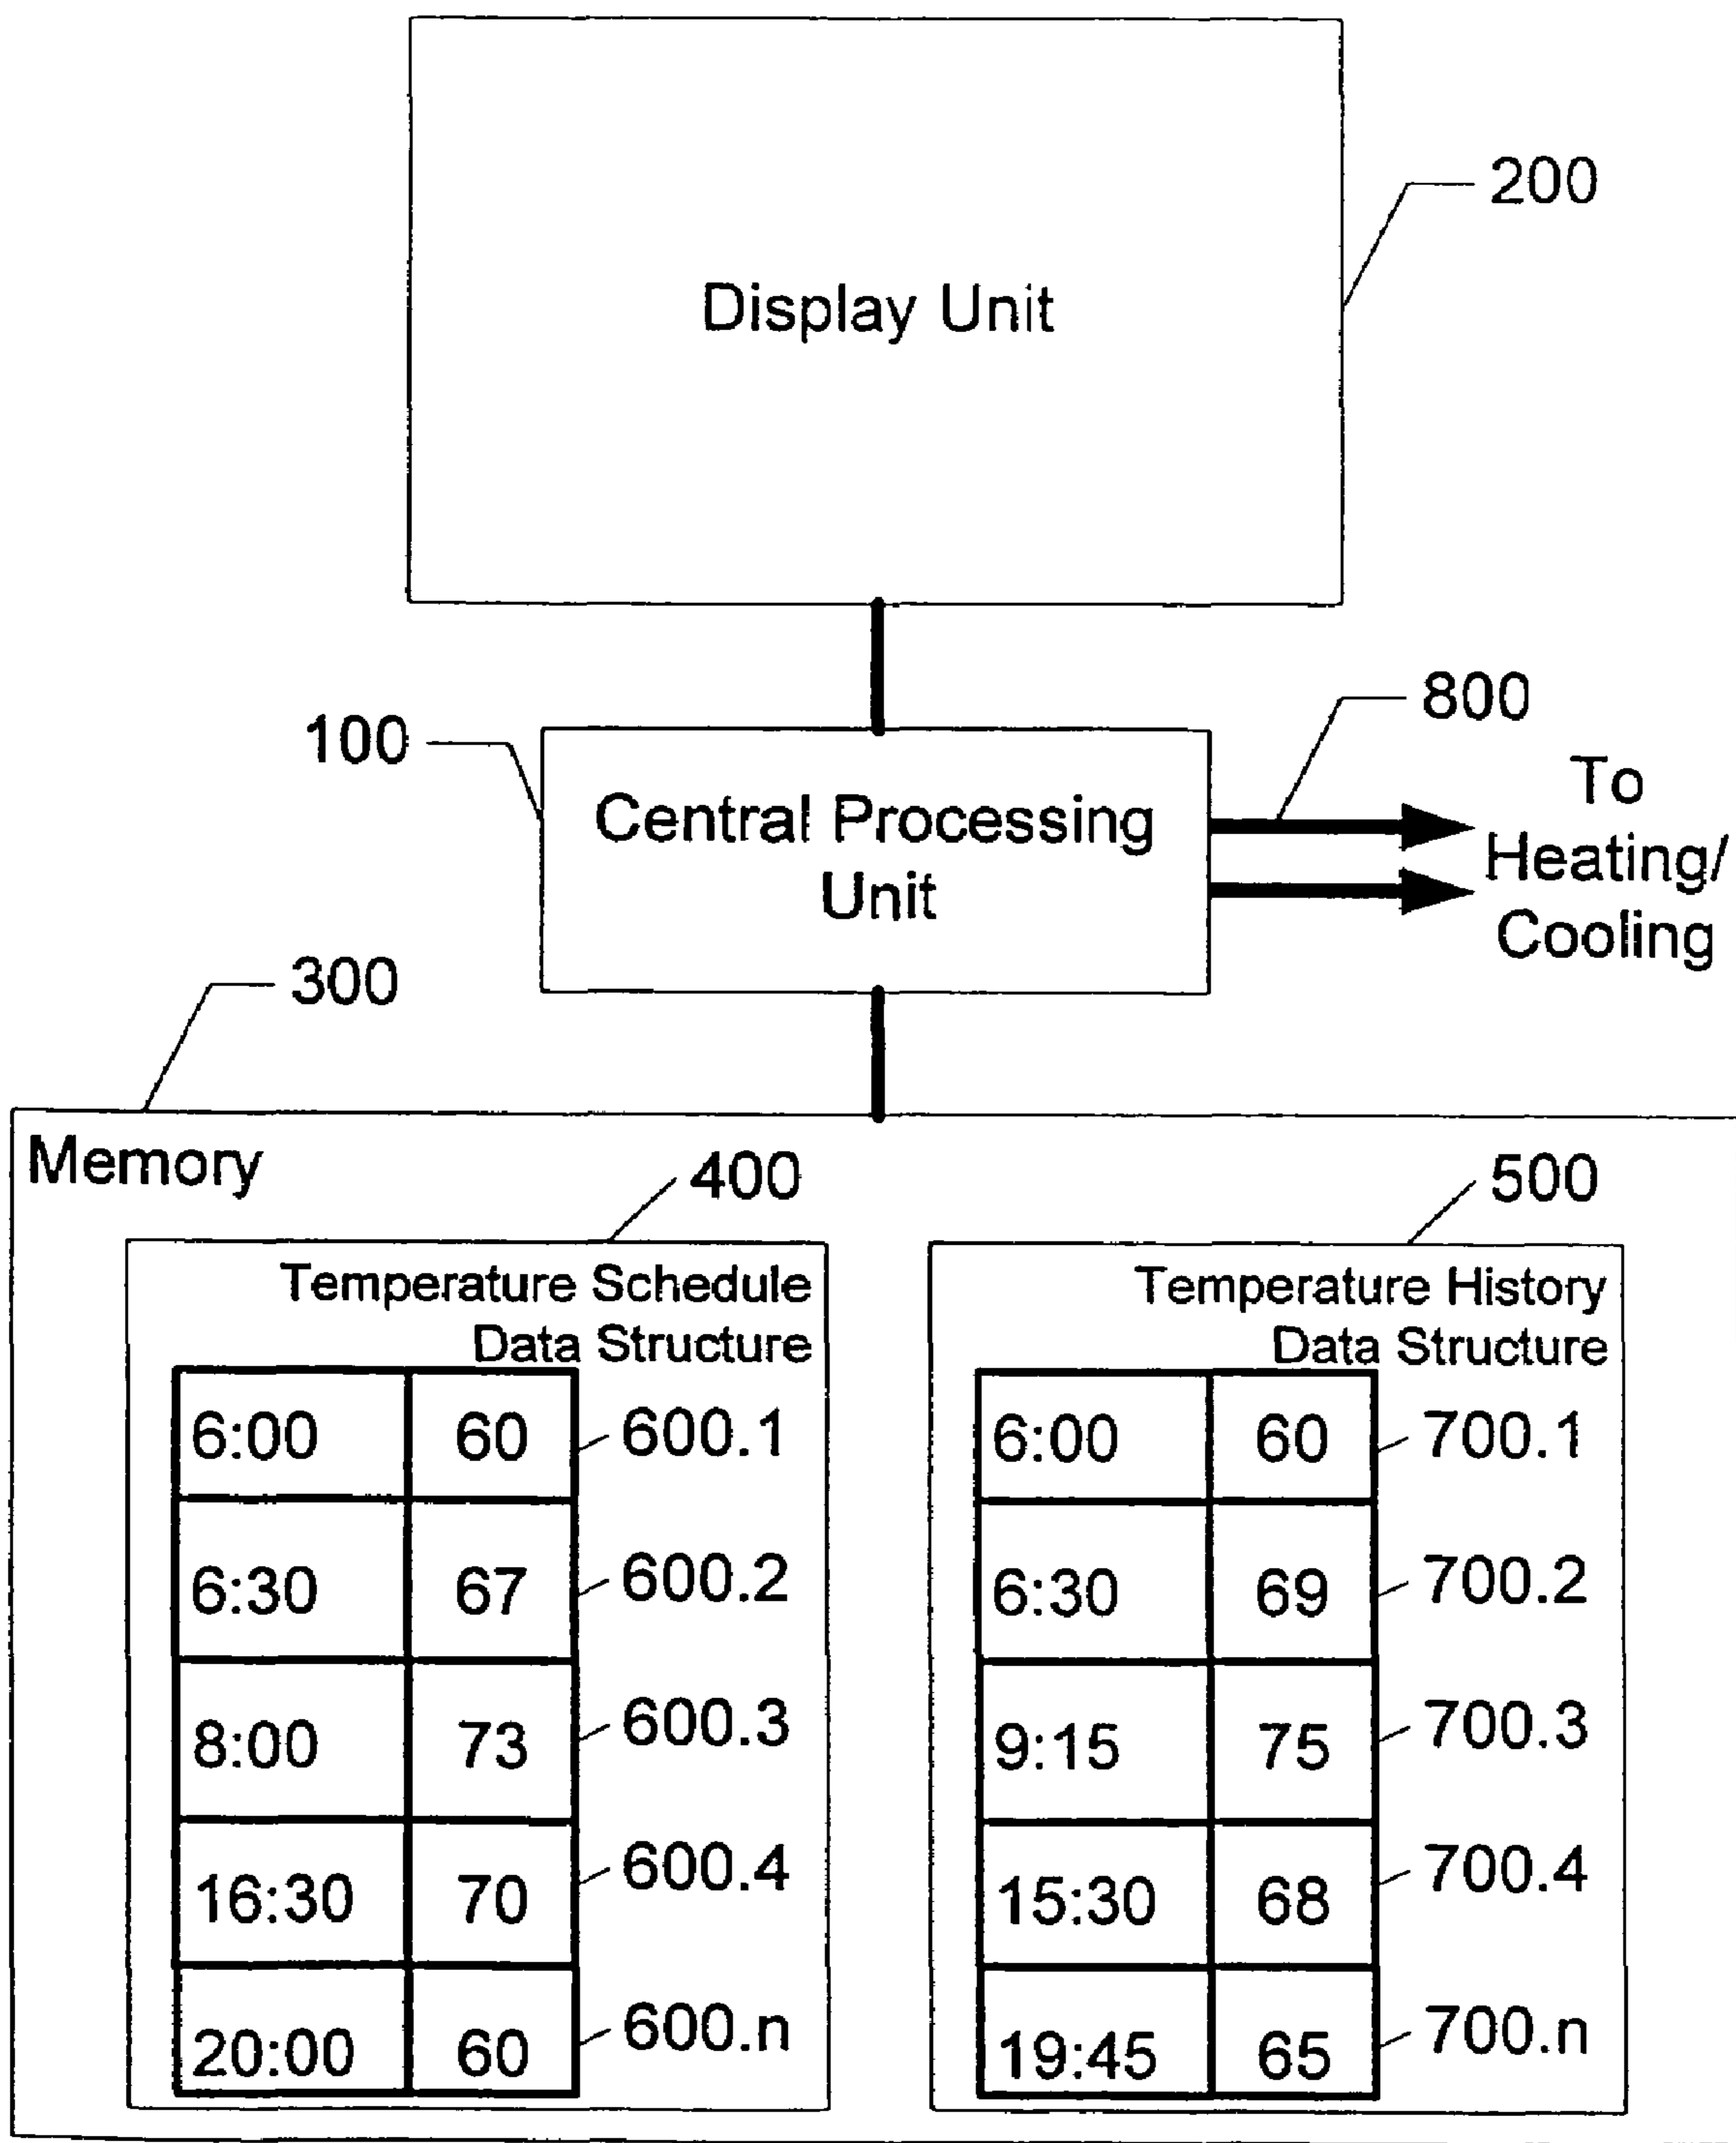 200
Display Unit
800
100
Central Processing
Unit
To
Heating/
Cooling
300
Memory
400
500
Temperature Schedule
Data Structure
6:00 60 600.1
6:30 67 600.2
8:00 73 600.3
16:30 70 600.4
20:00 60 600.n
Temperature History
Data Structure
6:00 60 700.1
6:30 69 700.2
9:15 75 700.3
15:30 68 700.4
19:45 65 700.n